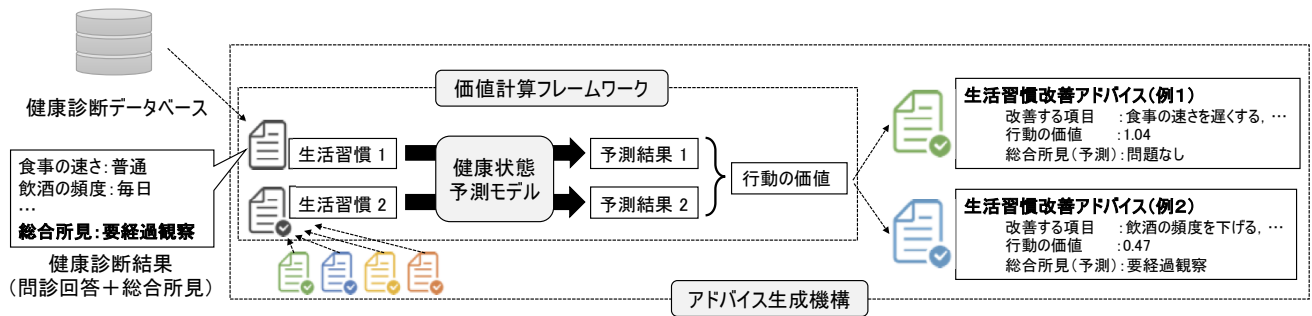 健康診断データベース
食事の速さ：普通
飲酒の頻度：毎日
…
総合所見：要経過観察
健康診断結果
（問診回答＋総合所見）
価値計算フレームワーク
生活習慣 1
生活習慣 2
健康状態
予測モデル
予測結果 1
予測結果 2
行動の価値
生活習慣改善アドバイス（例１）
改善する項目　：食事の速さを遅くする，…
行動の価値　：1.04
総合所見（予測）：問題なし
生活習慣改善アドバイス（例２）
改善する項目　：飲酒の頻度を下げる，…
行動の価値　：0.47
総合所見（予測）：要経過観察
アドバイス生成機構